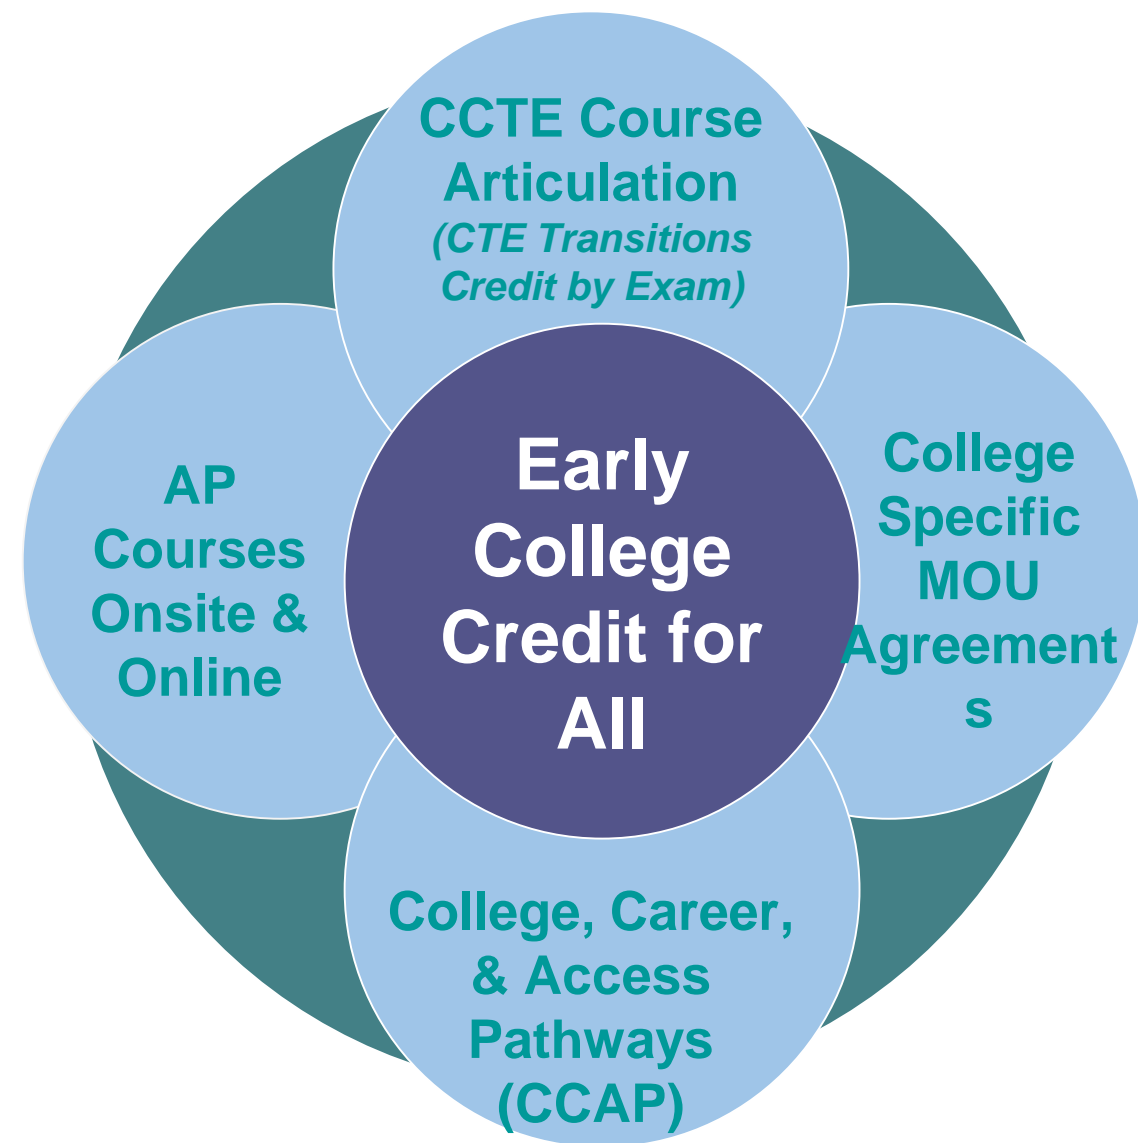 CCTE Course
Articulation
(CTE Transitions
Credit by Exam)
AP
Courses
Onsite &
Online
Early
College
Credit for
All
College
Specific
MOU
Agreement
s
College, Career,
& Access
Pathways
(CCAP)